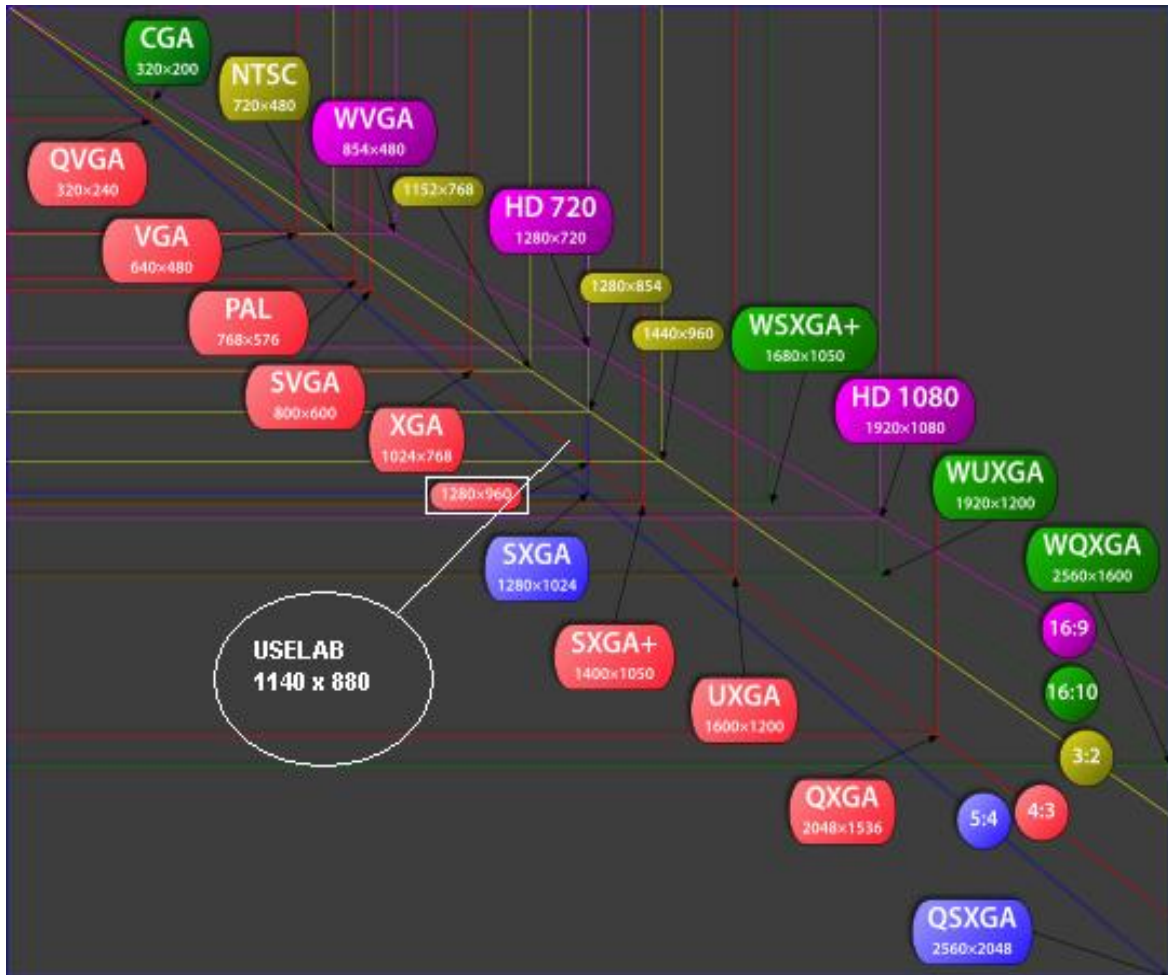 CGA
320×200
NTSC
720×480
WVGA
854×480
QVGA
320×240
1152×768
HD 720
1280×720
VGA
640×480
1280×854
PAL
768×576
1440×960
WSXGA+
1680×1050
SVGA
800×600
XGA
1024×768
HD 1080
1920×1080
1280×960
WUXGA
1920×1200
SXGA
1280×1024
WQXGA
2560×1600
USELAB
1140 x 880
SXGA+
1400×1050
16:9
UXGA
1600×1200
16:10
3:2
QXGA
2048×1536
5:4
4:3
QSXGA
2560×2048